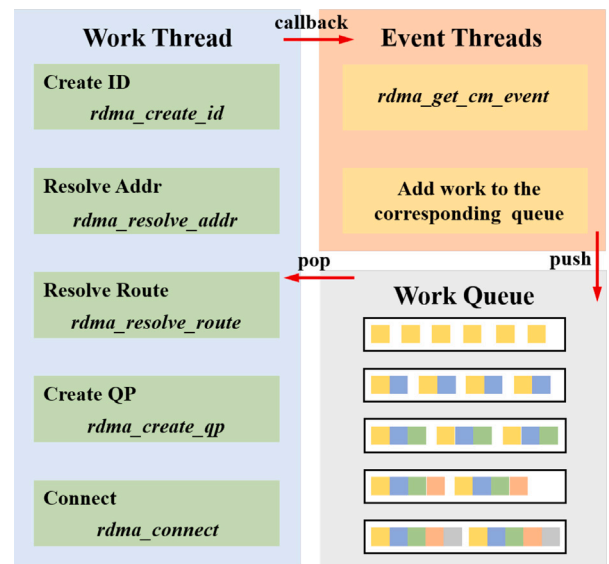 callback
Work Thread
Create ID
rdma_create_id
Resolve Addr
rdma_resolve_addr
Resolve Route
rdma_resolve_route
Create QP
rdma_create_qp
Connect
rdma_connect
Event Threads
rdma_get_cm_event
Add work to the
corresponding queue
push
pop
Work Queue